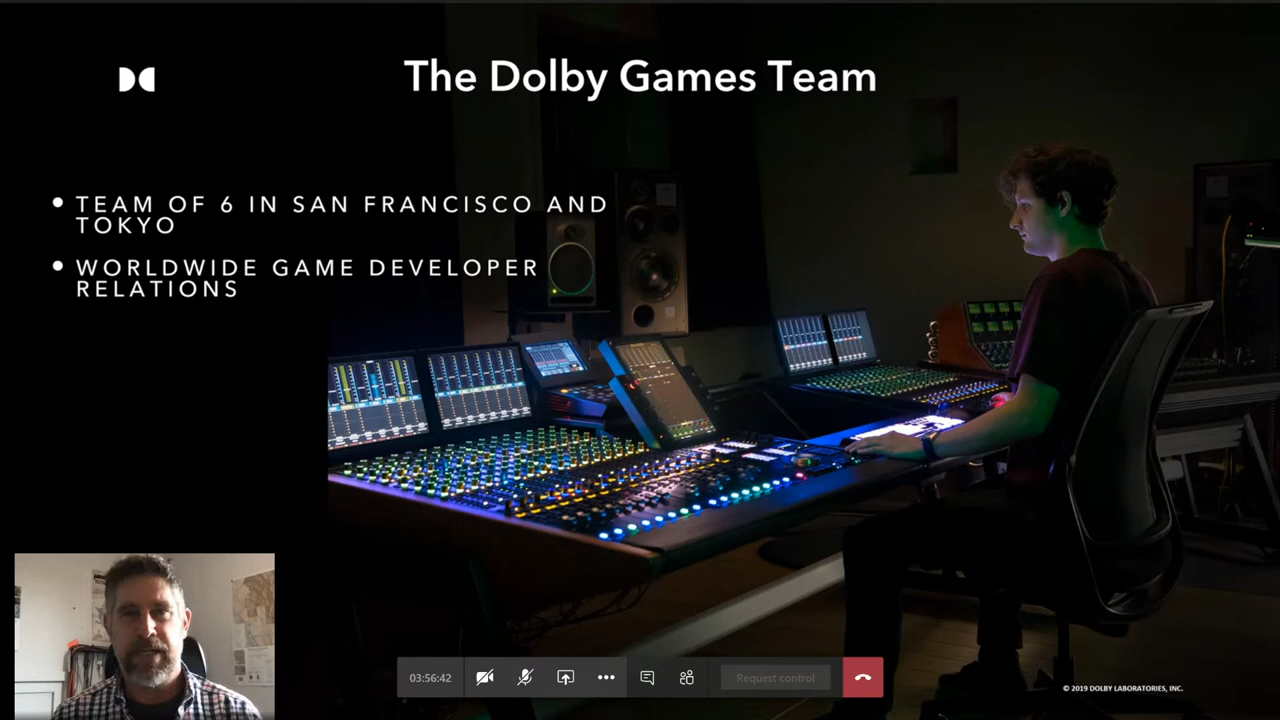 The Dolby Games Team
• TEAM OF 6 IN SAN FRANCISCO AND
TOKYO
• WORLDWIDE GAME DEVELOPER
RELATIONS
03:56:42
Request control
© 2019 DOLBY LABORATORIES, INC.